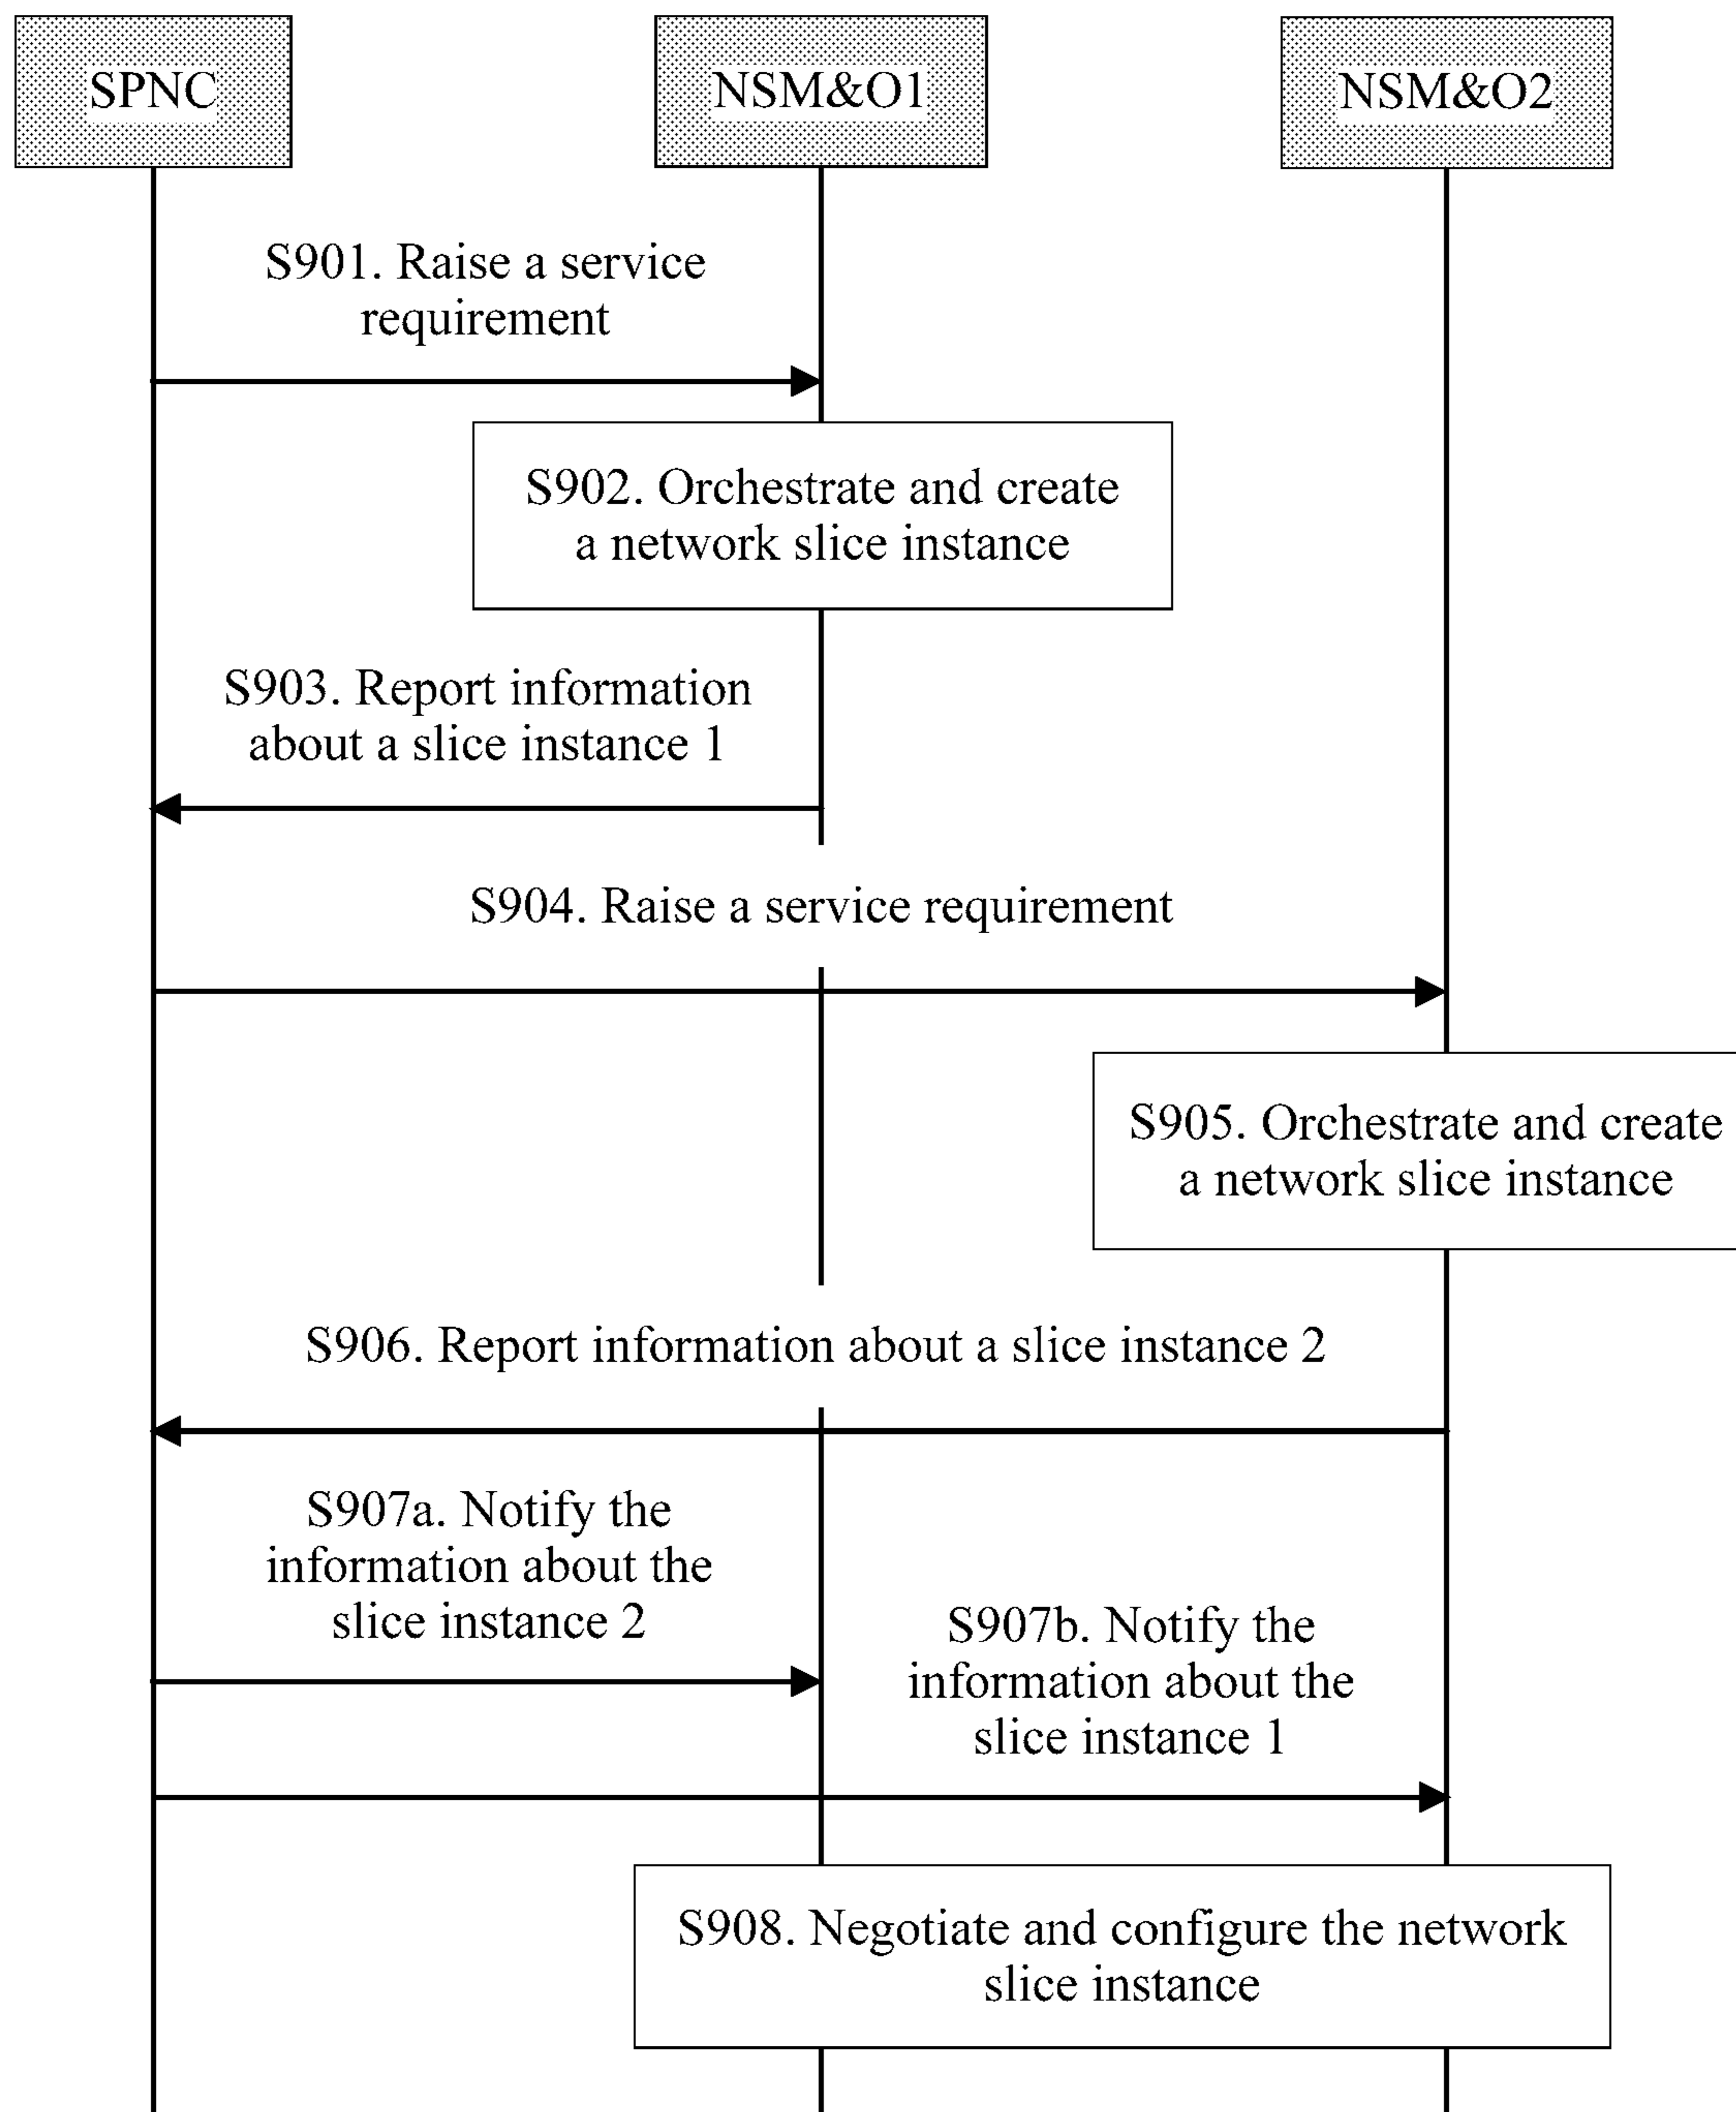 SPNC
NSM&O1
NSM&O2
S901. Raise a service
requirement
S902. Orchestrate and create
a network slice instance
S903. Report information
about a slice instance 1
S904. Raise a service requirement
S905. Orchestrate and create
a network slice instance
S906. Report information about a slice instance 2
S907a. Notify the
information about the
slice instance 2
S907b. Notify the
information about the
slice instance 1
S908. Negotiate and configure the network
slice instance